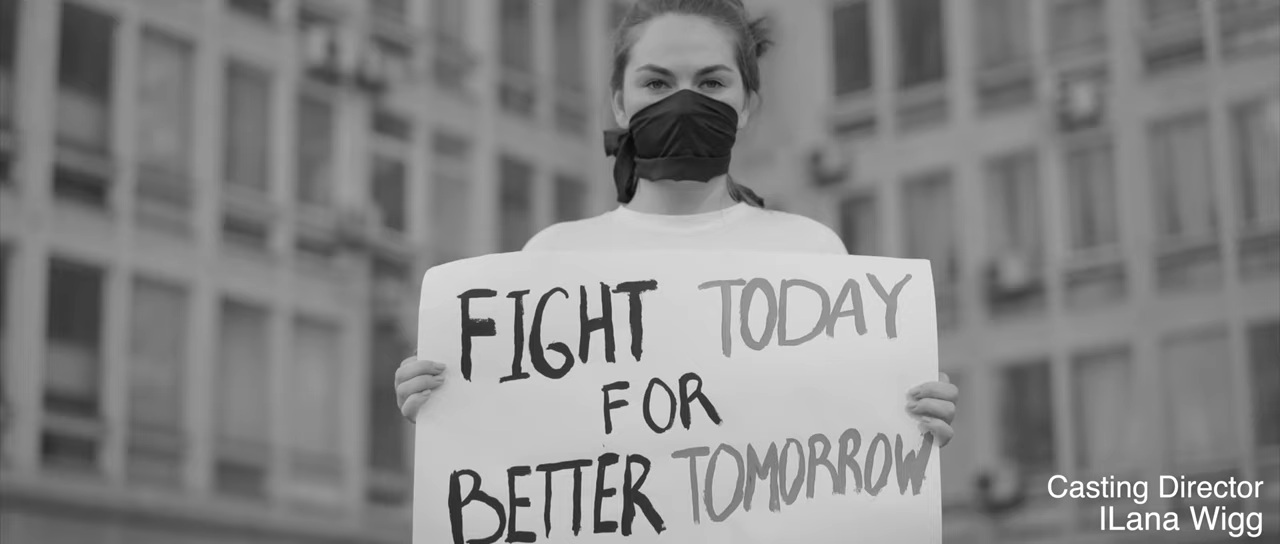 FIGHT TODAY
FOR
BETTER TOMORROW
Casting Director
ILana Wigg